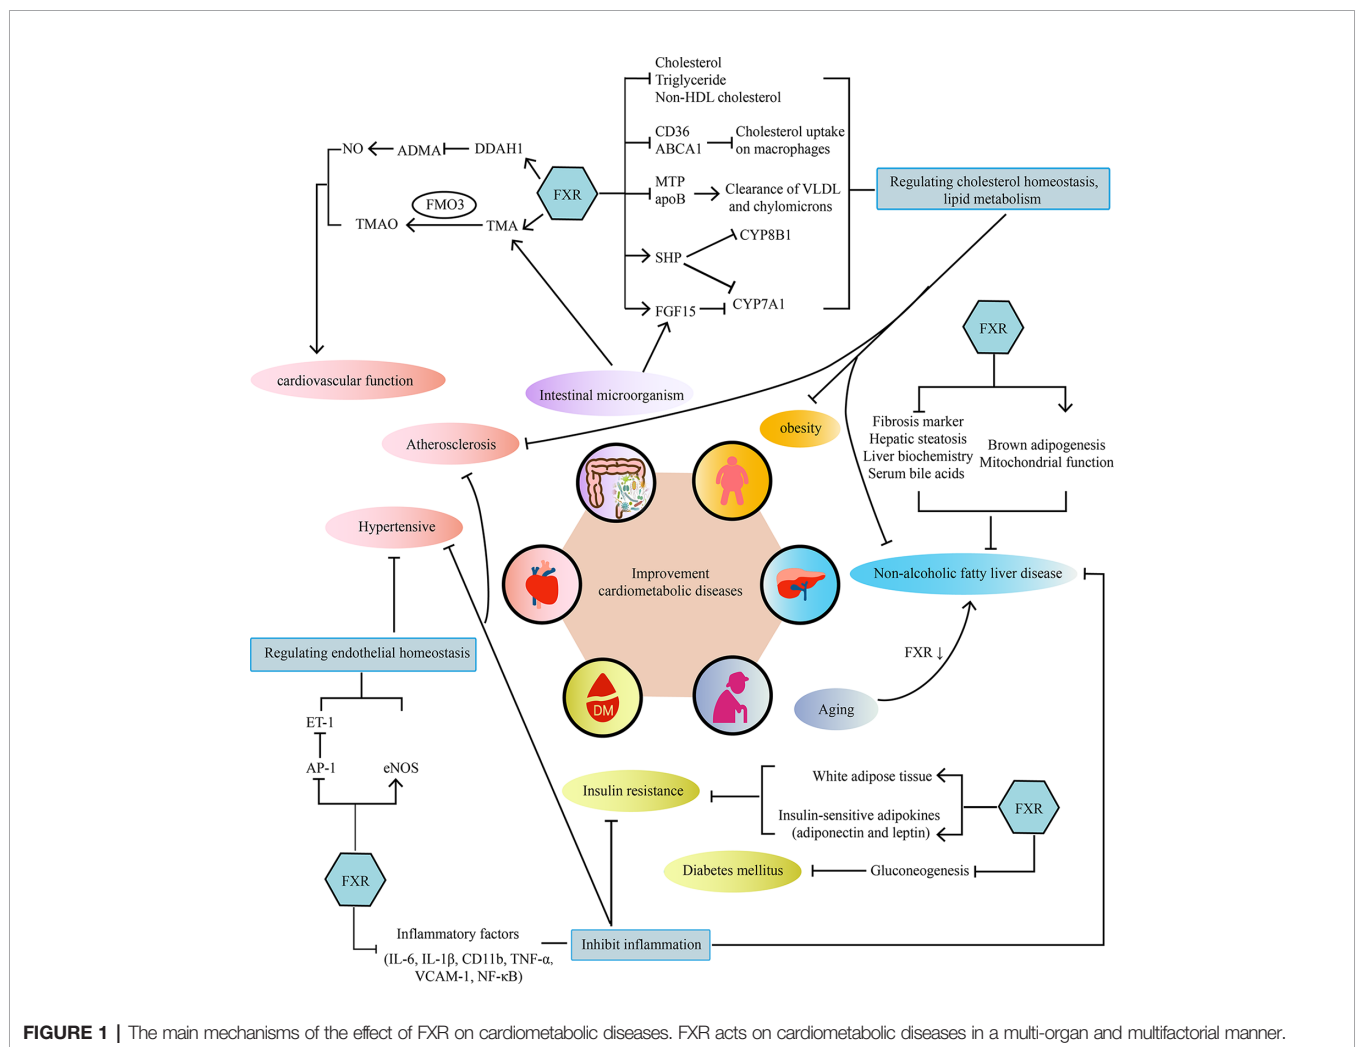 Cholesterol
Triglyceride
Non-HDL cholesterol
CD36
ABCA1
Cholesterol uptake
on macrophages
NO
ADMA
DDAH1
FXR
MTP
apoB
Clearance of VLDL
and chylomicrons
Regulating cholesterol homeostasis,
lipid metabolism
FMO3
TMAO
TMA
CYP8B1
SHP
FGF15
CYP7A1
FXR
cardiovascular function
Intestinal microorganism
obesity
Fibrosis marker
Hepatic steatosis
Liver biochemistry
Serum bile acids
Brown adipogenesis
Mitochondrial function
Atherosclerosis
Hypertensive
Improvement
cardiometabolic diseases
Non-alcoholic fatty liver disease
Regulating endothelial homeostasis
FXR ↓
Aging
DM
ET-1
AP-1
eNOS
White adipose tissue
Insulin resistance
Insulin-sensitive adipokines
(adiponectin and leptin)
FXR
Diabetes mellitus
Gluconeogenesis
FXR
Inflammatory factors
(IL-6, IL-1β, CD11b, TNF-α,
VCAM-1, NF-κB)
Inhibit inflammation
FIGURE 1 | The main mechanisms of the effect of FXR on cardiometabolic diseases. FXR acts on cardiometabolic diseases in a multi-organ and multifactorial manner.